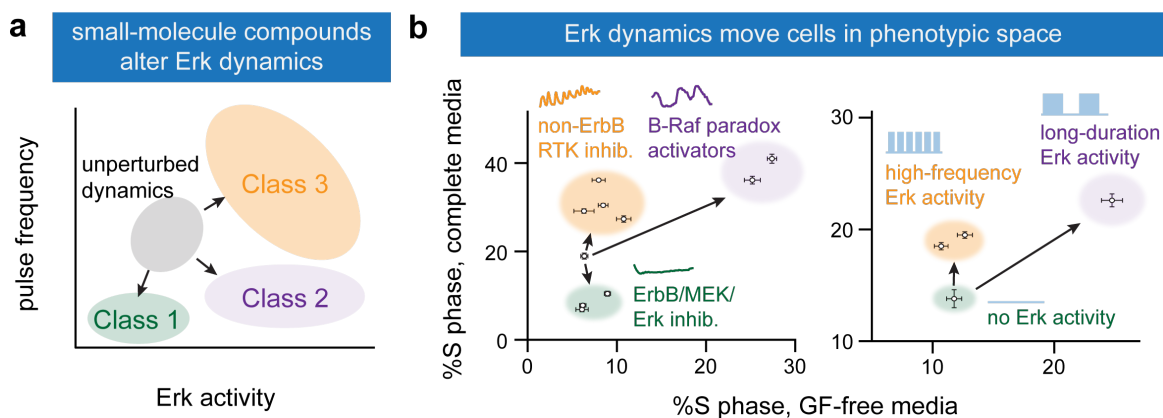 a
small-molecule compounds
alter Erk dynamics
pulse frequency
unperturbed
dynamics
Class 3
Class 2
Class 1
Erk activity
b
Erk dynamics move cells in phenotypic space
%S phase, complete media
40
20
0
0
10
20
30
non-ErbB
RTK inhib.
B-Raf paradox
activators
ErbB/MEK/
Erk inhib.
30
20
10
10
20
high-frequency
Erk activity
long-duration
Erk activity
no Erk activity
%S phase, GF-free media